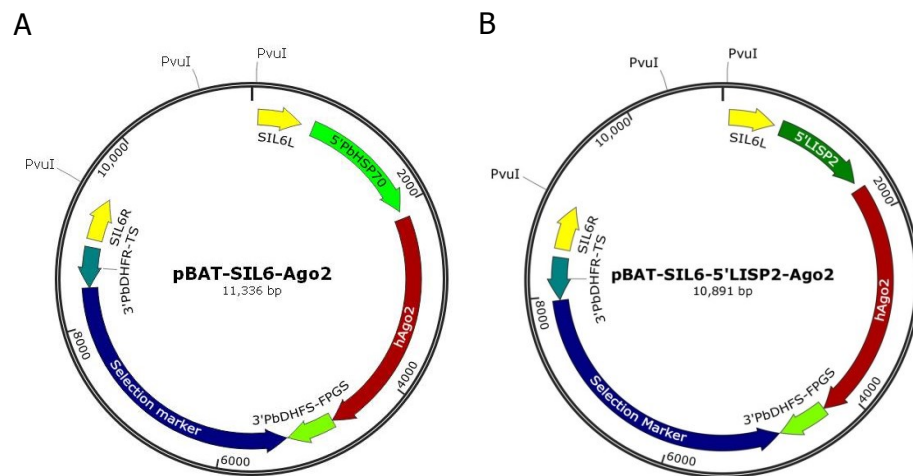 A
PvuI
PvuI
PvuI
SIL6L
5'PbHSP70
2000
hAgo2
4000
3'PbDHFS-FPGS
6000
Selection marker
8000
3'PbDHFR-TS
SIL6R
10,000
pBAT-SIL6-Ago2
11,336 bp
B
PvuI
PvuI
PvuI
SIL6L
5'LISP2
2000
hAgo2
4000
3'PbDHFS-FPGS
6000
Selection Marker
8000
3'PbDHFR-TS
SIL6R
10,000
pBAT-SIL6-5'LISP2-Ago2
10,891 bp